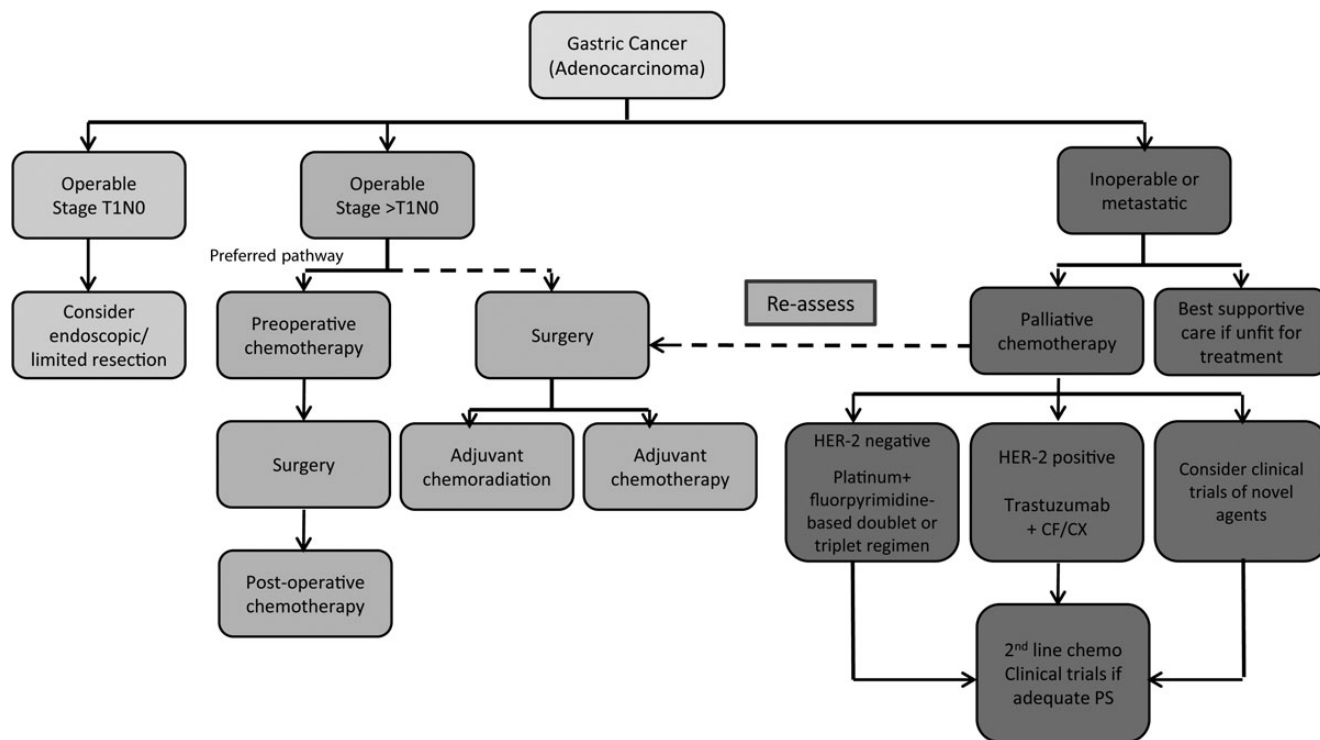 Gastric Cancer
(Adenocarcinoma)
Operable
Stage T1N0
Operable
Stage >T1N0
Inoperable or
metastatic
Preferred pathway
Consider
endoscopic/
limited resection
Preoperative
chemotherapy
Surgery
Re-assess
Palliative
chemotherapy
Best supportive
care if unfit for
treatment
Surgery
Adjuvant
chemoradiation
Adjuvant
chemotherapy
HER-2 negative
Platinum+
fluorpyrimidine-
based doublet or
triplet regimen
HER-2 positive
Trastuzumab
+ CF/CX
Consider clinical
trials of novel
agents
Post-operative
chemotherapy
2nd line chemo
Clinical trials if
adequate PS